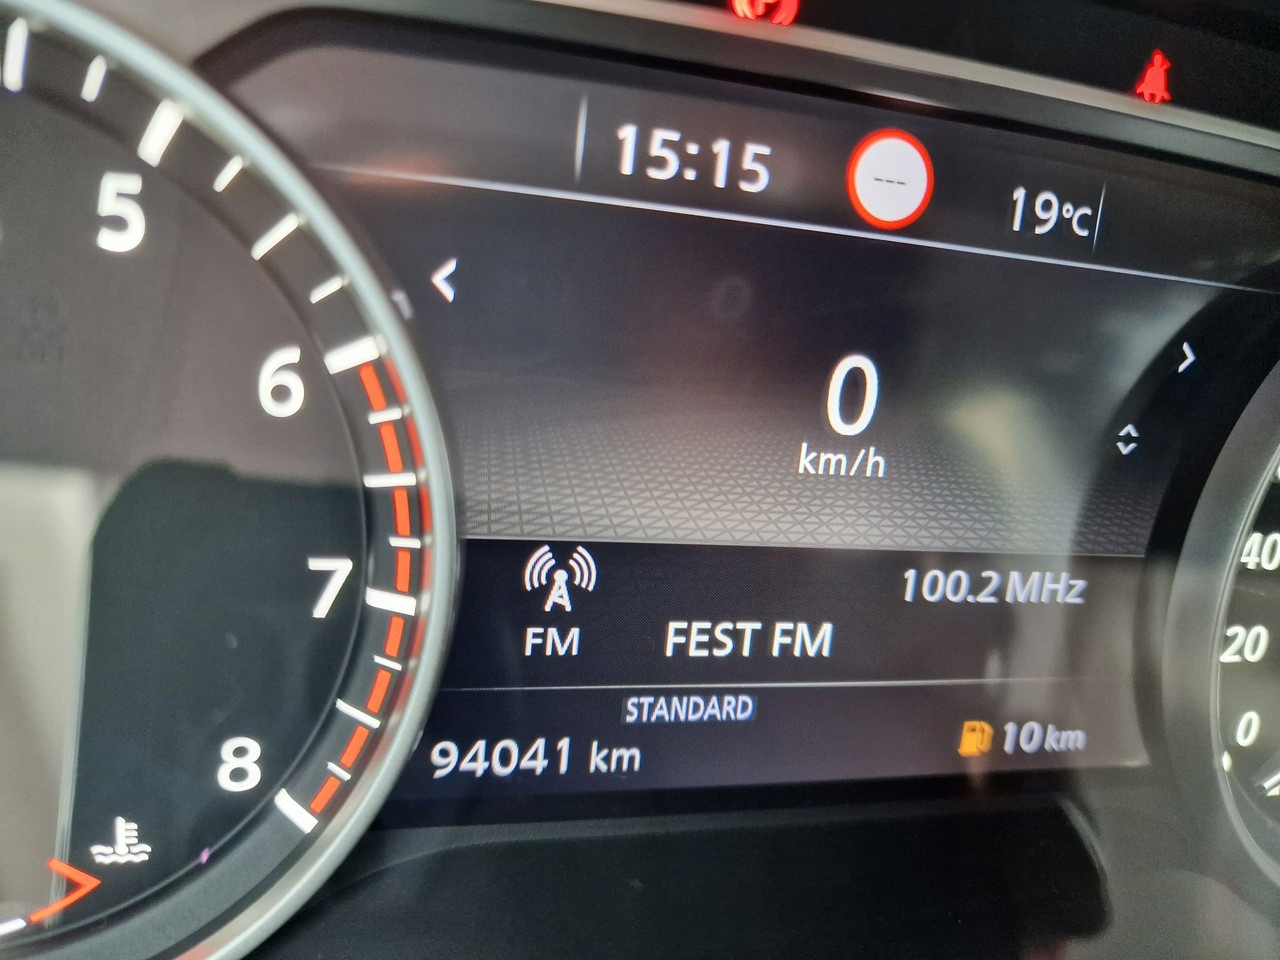 15:15
---
19°C
5
6
7
8
0
km/h
100.2 MHz
FM
FEST FM
STANDARD
94041 km
10 km
40
20
0